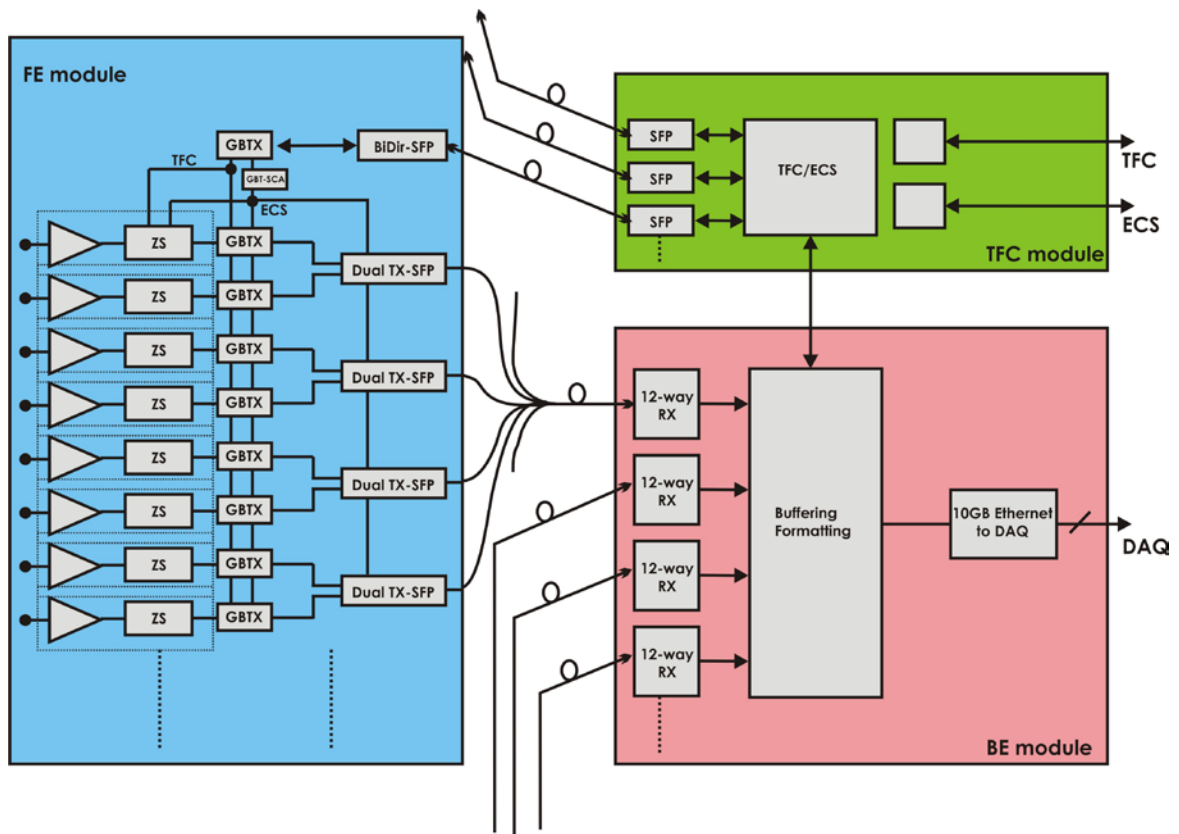 FE module
GBTX
BiDir-SFP
TFC
GBT-SCA
ECS
ZS
GBTX
Dual TX-SFP
ZS
GBTX
ZS
GBTX
Dual TX-SFP
ZS
GBTX
ZS
GBTX
Dual TX-SFP
ZS
GBTX
ZS
GBTX
Dual TX-SFP
ZS
GBTX
SFP
SFP
SFP
TFC/ECS
TFC
ECS
TFC module
12-way
RX
12-way
RX
12-way
RX
12-way
RX
Buffering
Formatting
10GB Ethernet
to DAQ
DAQ
BE module